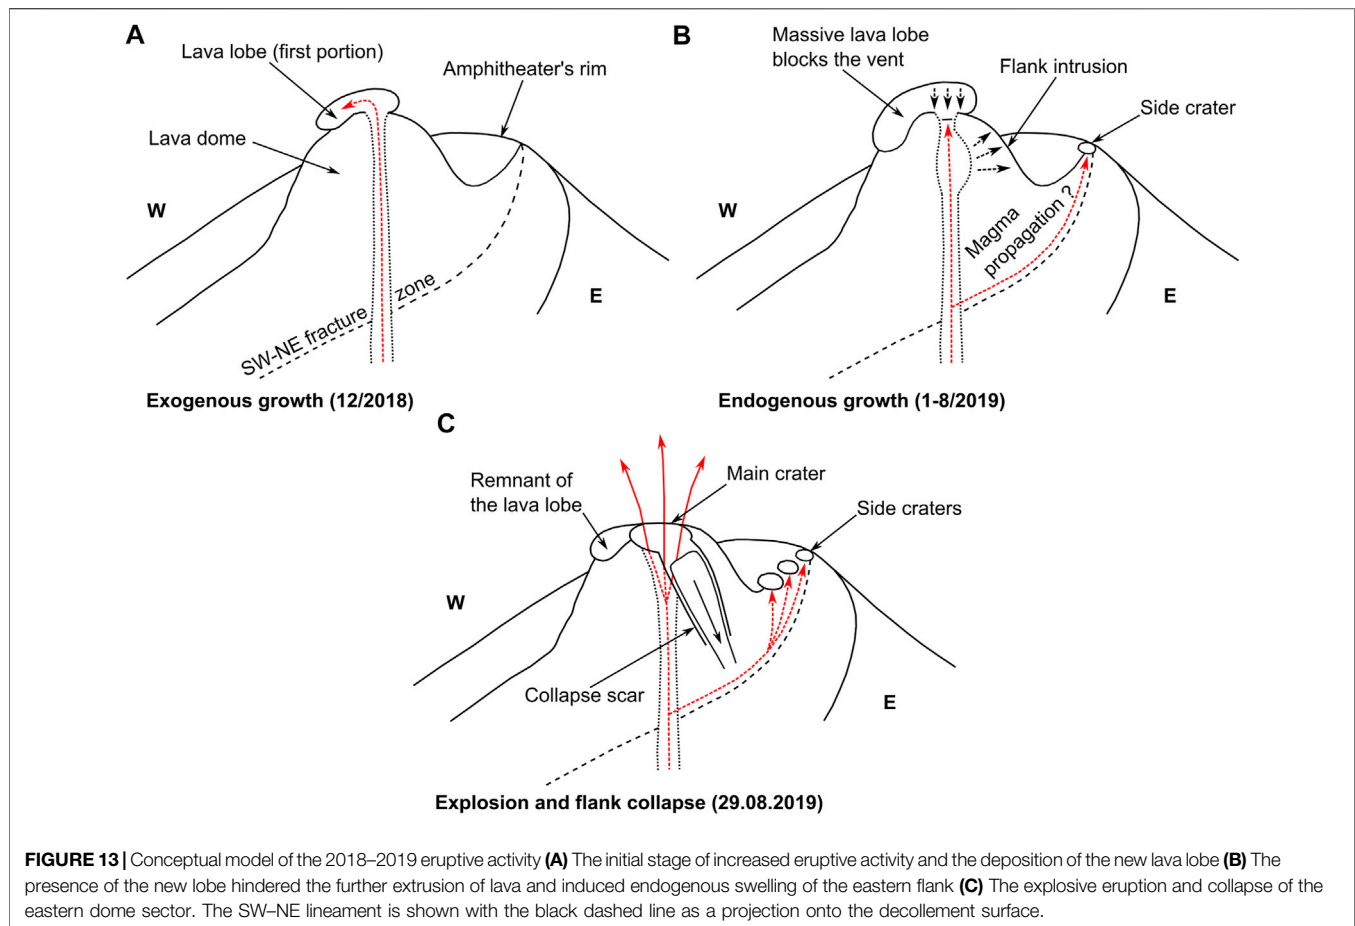 A
Lava lobe (first portion)
Amphitheater's rim
Lava dome
W
SW-NE fracture zone
E
Exogenous growth (12/2018)
B
Massive lava lobe
blocks the vent
Flank intrusion
Side crater
W
Magma
propagation ?
E
Endogenous growth (1-8/2019)
C
Remnant of
the lava lobe
Main crater
Side craters
W
Collapse scar
E
Explosion and flank collapse (29.08.2019)
FIGURE 13 | Conceptual model of the 2018–2019 eruptive activity (A) The initial stage of increased eruptive activity and the deposition of the new lava lobe (B) The
presence of the new lobe hindered the further extrusion of lava and induced endogenous swelling of the eastern flank (C) The explosive eruption and collapse of the
eastern dome sector. The SW–NE lineament is shown with the black dashed line as a projection onto the decollement surface.